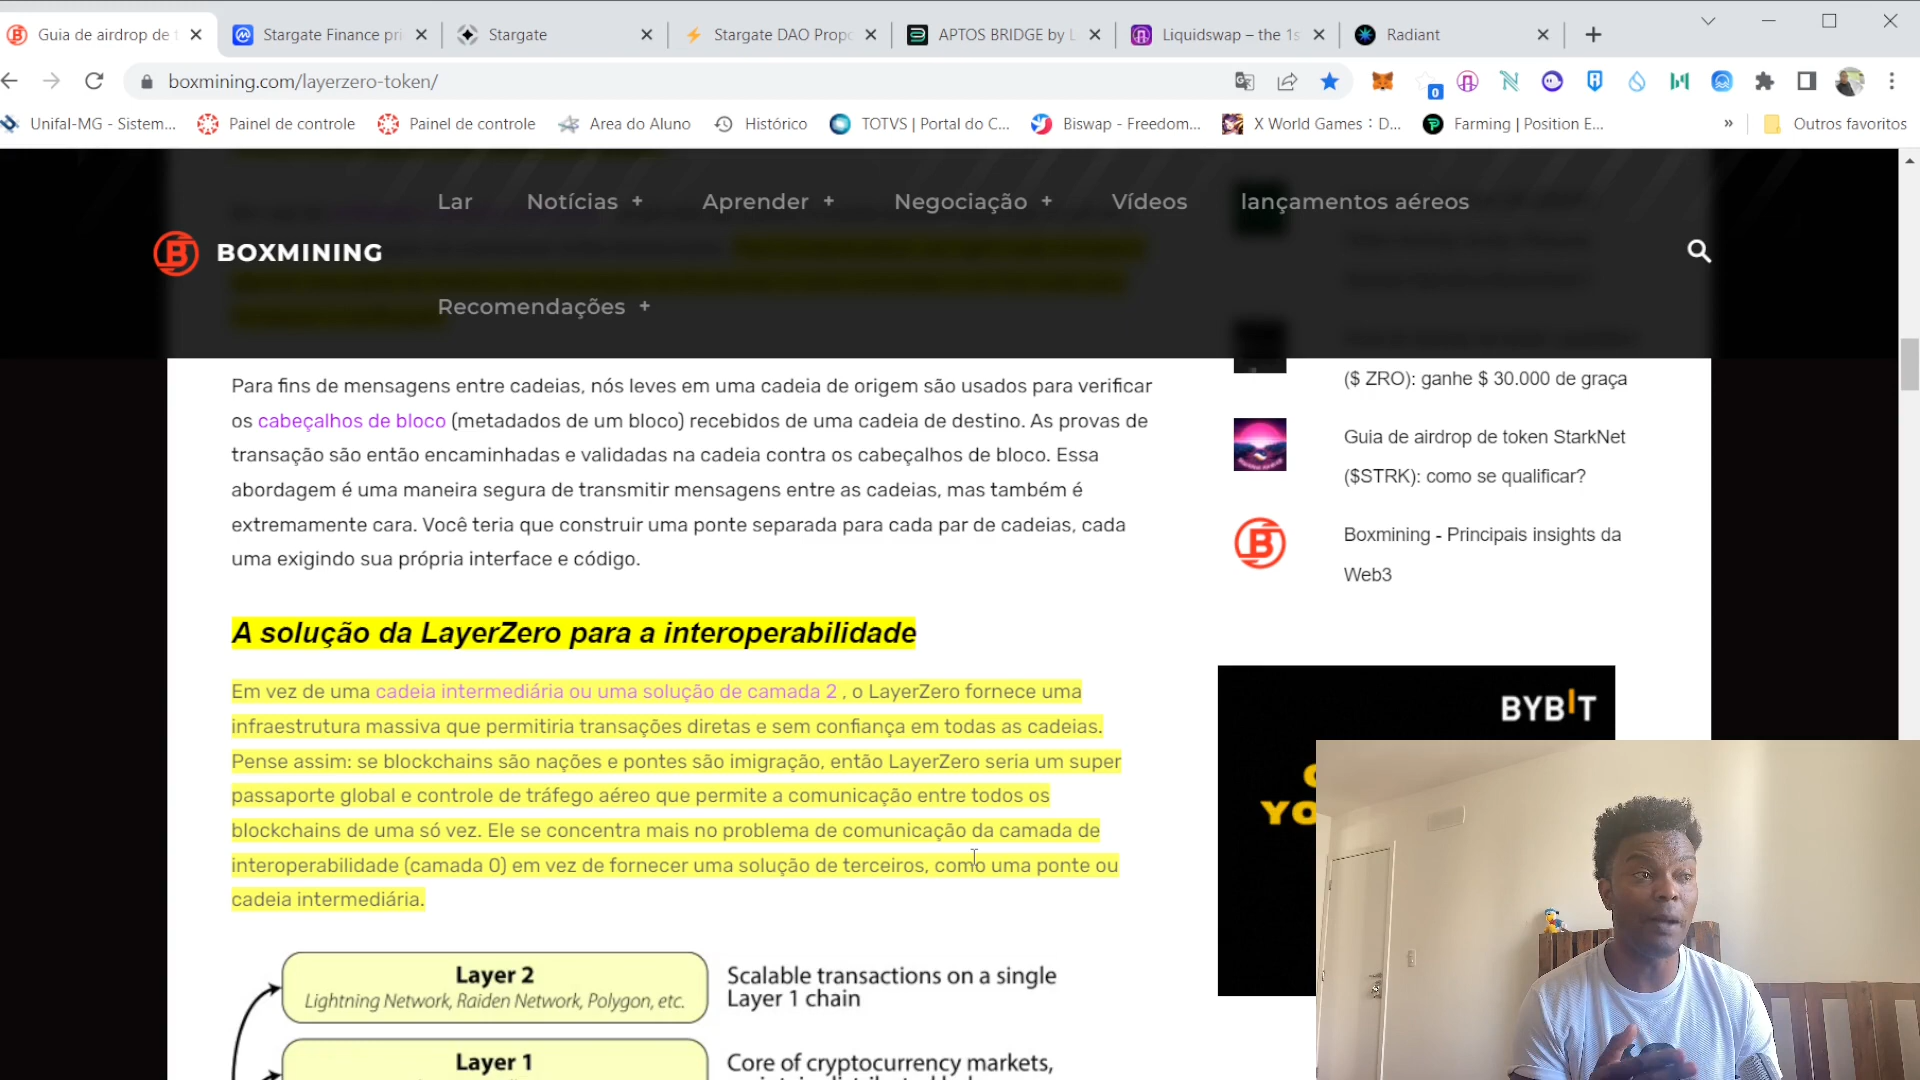 Guia de airdrop de
Stargate Finance pri
Stargate
Stargate DAO Propo
APTOS BRIDGE by L
Liquidswap – the 1s
Radiant
boxmining.com/layerzero-token/
0
Unifal-MG - Sistem...
Painel de controle
Painel de controle
Area do Aluno
Histórico
TOTVS | Portal do C...
Biswap - Freedom...
X World Games : D...
Farming | Position E...
»
Outros favoritos
Lar
Notícias +
Aprender +
Negociação +
Vídeos
lançamentos aéreos
BOXMINING
Recomendações +
Para fins de mensagens entre cadeias, nós leves em uma cadeia de origem são usados para verificar
os cabeçalhos de bloco (metadados de um bloco) recebidos de uma cadeia de destino. As provas de
transação são então encaminhadas e validadas na cadeia contra os cabeçalhos de bloco. Essa
abordagem é uma maneira segura de transmitir mensagens entre as cadeias, mas também é
extremamente cara. Você teria que construir uma ponte separada para cada par de cadeias, cada
uma exigindo sua própria interface e código.
A solução da LayerZero para a interoperabilidade
Em vez de uma cadeia intermediária ou uma solução de camada 2 , o LayerZero fornece uma
infraestrutura massiva que permitiria transações diretas e sem confiança em todas as cadeias.
Pense assim: se blockchains são nações e pontes são imigração, então LayerZero seria um super
passaporte global e controle de tráfego aéreo que permite a comunicação entre todos os
blockchains de uma só vez. Ele se concentra mais no problema de comunicação da camada de
interoperabilidade (camada 0) em vez de fornecer uma solução de terceiros, como uma ponte ou
cadeia intermediária.
Layer 2
Lightning Network, Raiden Network, Polygon, etc.
Scalable transactions on a single
Layer 1 chain
Layer 1
Core of cryptocurrency markets,
($ ZRO): ganhe $ 30.000 de graça
Guia de airdrop de token StarkNet
($STRK): como se qualificar?
Boxmining - Principais insights da
Web3
BYBIT